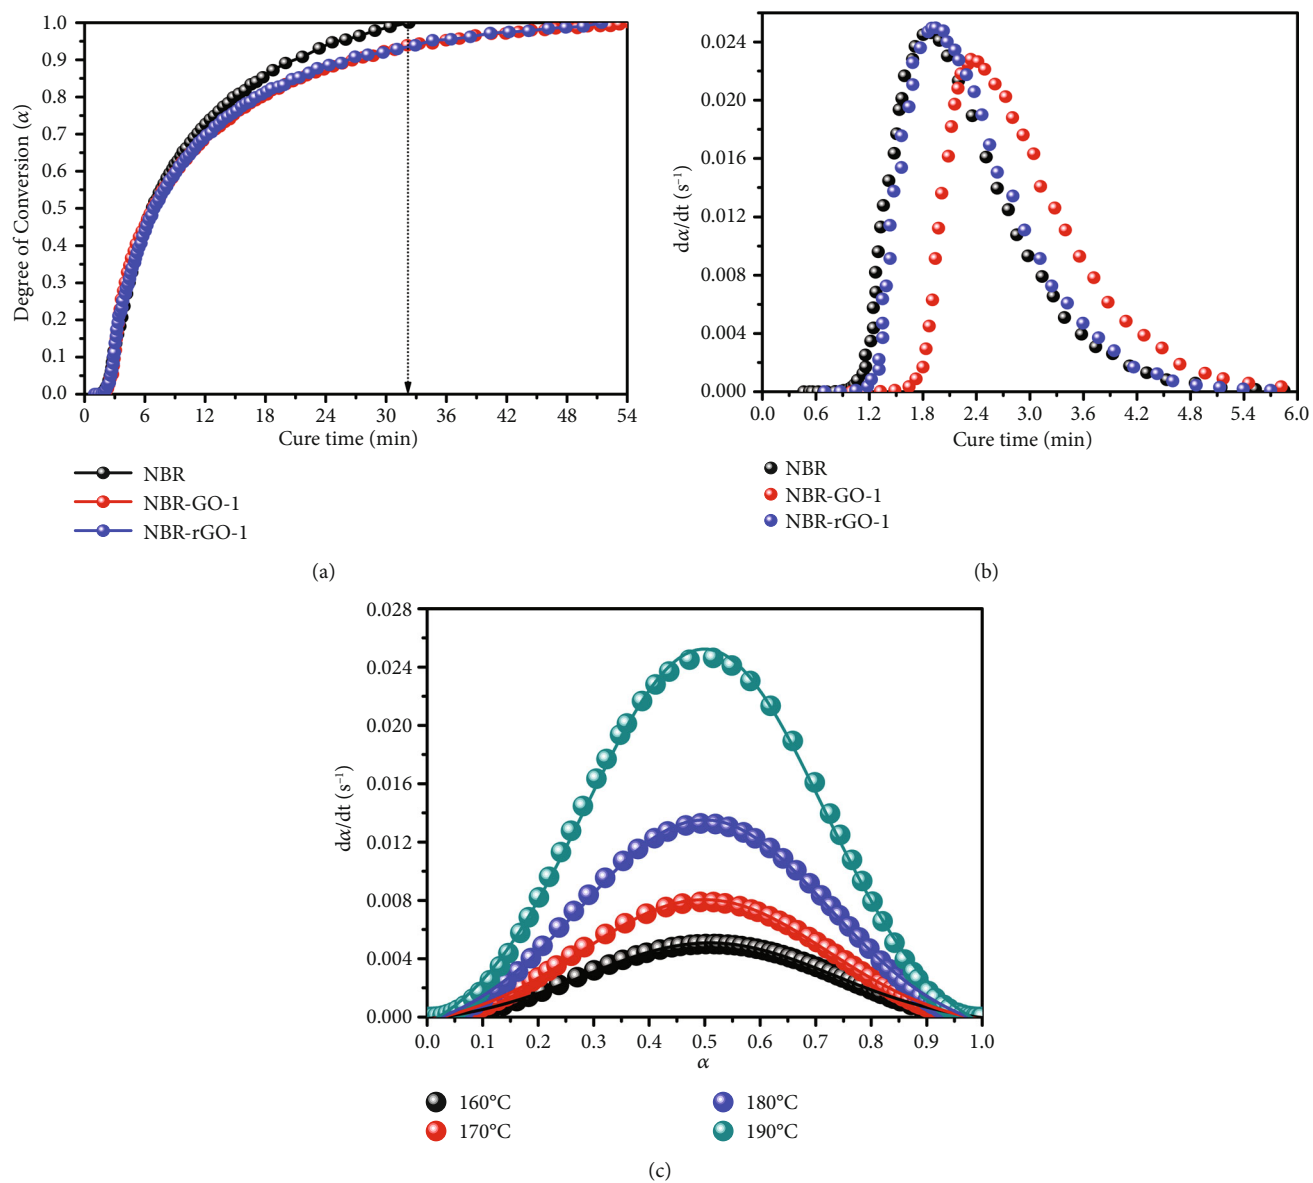 1.0
0.9
0.8
0.7
0.6
0.5
0.4
0.3
0.2
0.1
0.0
Degree of Conversion (α)
0 6 12 18 24 30 36 42 48 54
Cure time (min)
NBR
NBR-GO-1
NBR-rGO-1
(a)
0.024
0.020
0.016
0.012
0.008
0.004
0.000
dα/dt (s⁻¹)
0.0 0.6 1.2 1.8 2.4 3.0 3.6 4.2 4.8 5.4 6.0
Cure time (min)
NBR
NBR-GO-1
NBR-rGO-1
(b)
0.028
0.024
0.020
0.016
0.012
0.008
0.004
0.000
dα/dt (s⁻¹)
0.0 0.1 0.2 0.3 0.4 0.5 0.6 0.7 0.8 0.9 1.0
α
160°C 180°C
170°C 190°C
(c)